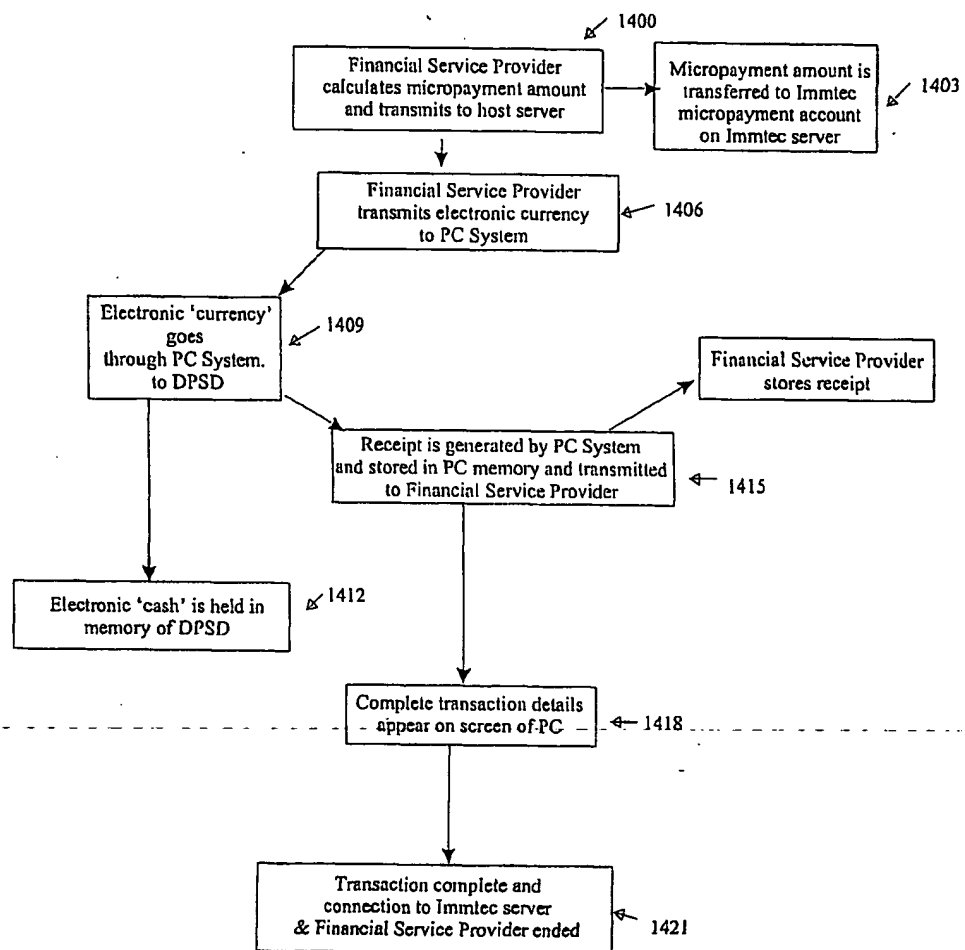 1400
Financial Service Provider
calculates micropayment amount
and transmits to host server
Micropayment amount is
transferred to Immtec
micropayment account
on Immtec server
1403
Financial Service Provider
transmits electronic currency
to PC System
1406
Electronic ‘currency’
goes
through PC System.
to DPSD
1409
Financial Service Provider
stores receipt
Receipt is generated by PC System
and stored in PC memory and transmitted
to Financial Service Provider
1415
Electronic ‘cash’ is held in
memory of DPSD
1412
Complete transaction details
appear on screen of PC
1418
Transaction complete and
connection to Immtec server
& Financial Service Provider ended
1421